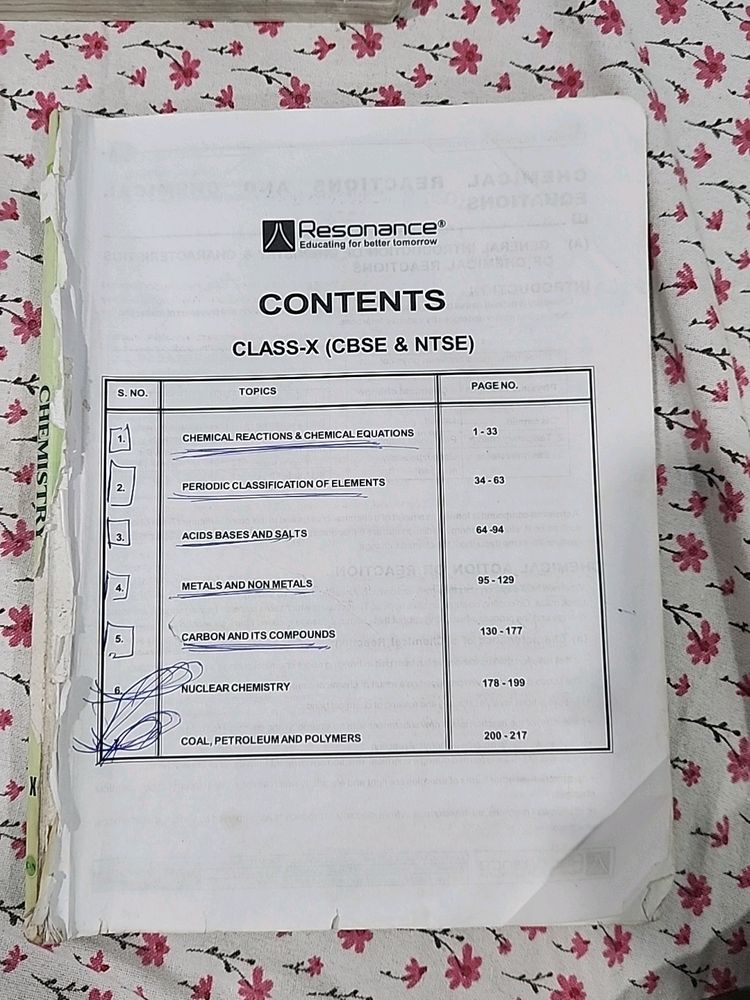 Resonance®
Educating for better tomorrow
CONTENTS
CLASS-X (CBSE & NTSE)
S. NO. TOPICS PAGE NO.
1. CHEMICAL REACTIONS & CHEMICAL EQUATIONS 1 - 33
2. PERIODIC CLASSIFICATION OF ELEMENTS 34 - 63
3. ACIDS BASES AND SALTS 64 -94
4. METALS AND NON METALS 95 - 129
5. CARBON AND ITS COMPOUNDS 130 - 177
6. NUCLEAR CHEMISTRY 178 - 199
COAL, PETROLEUM AND POLYMERS 200 - 217
CHEMISTRY
X